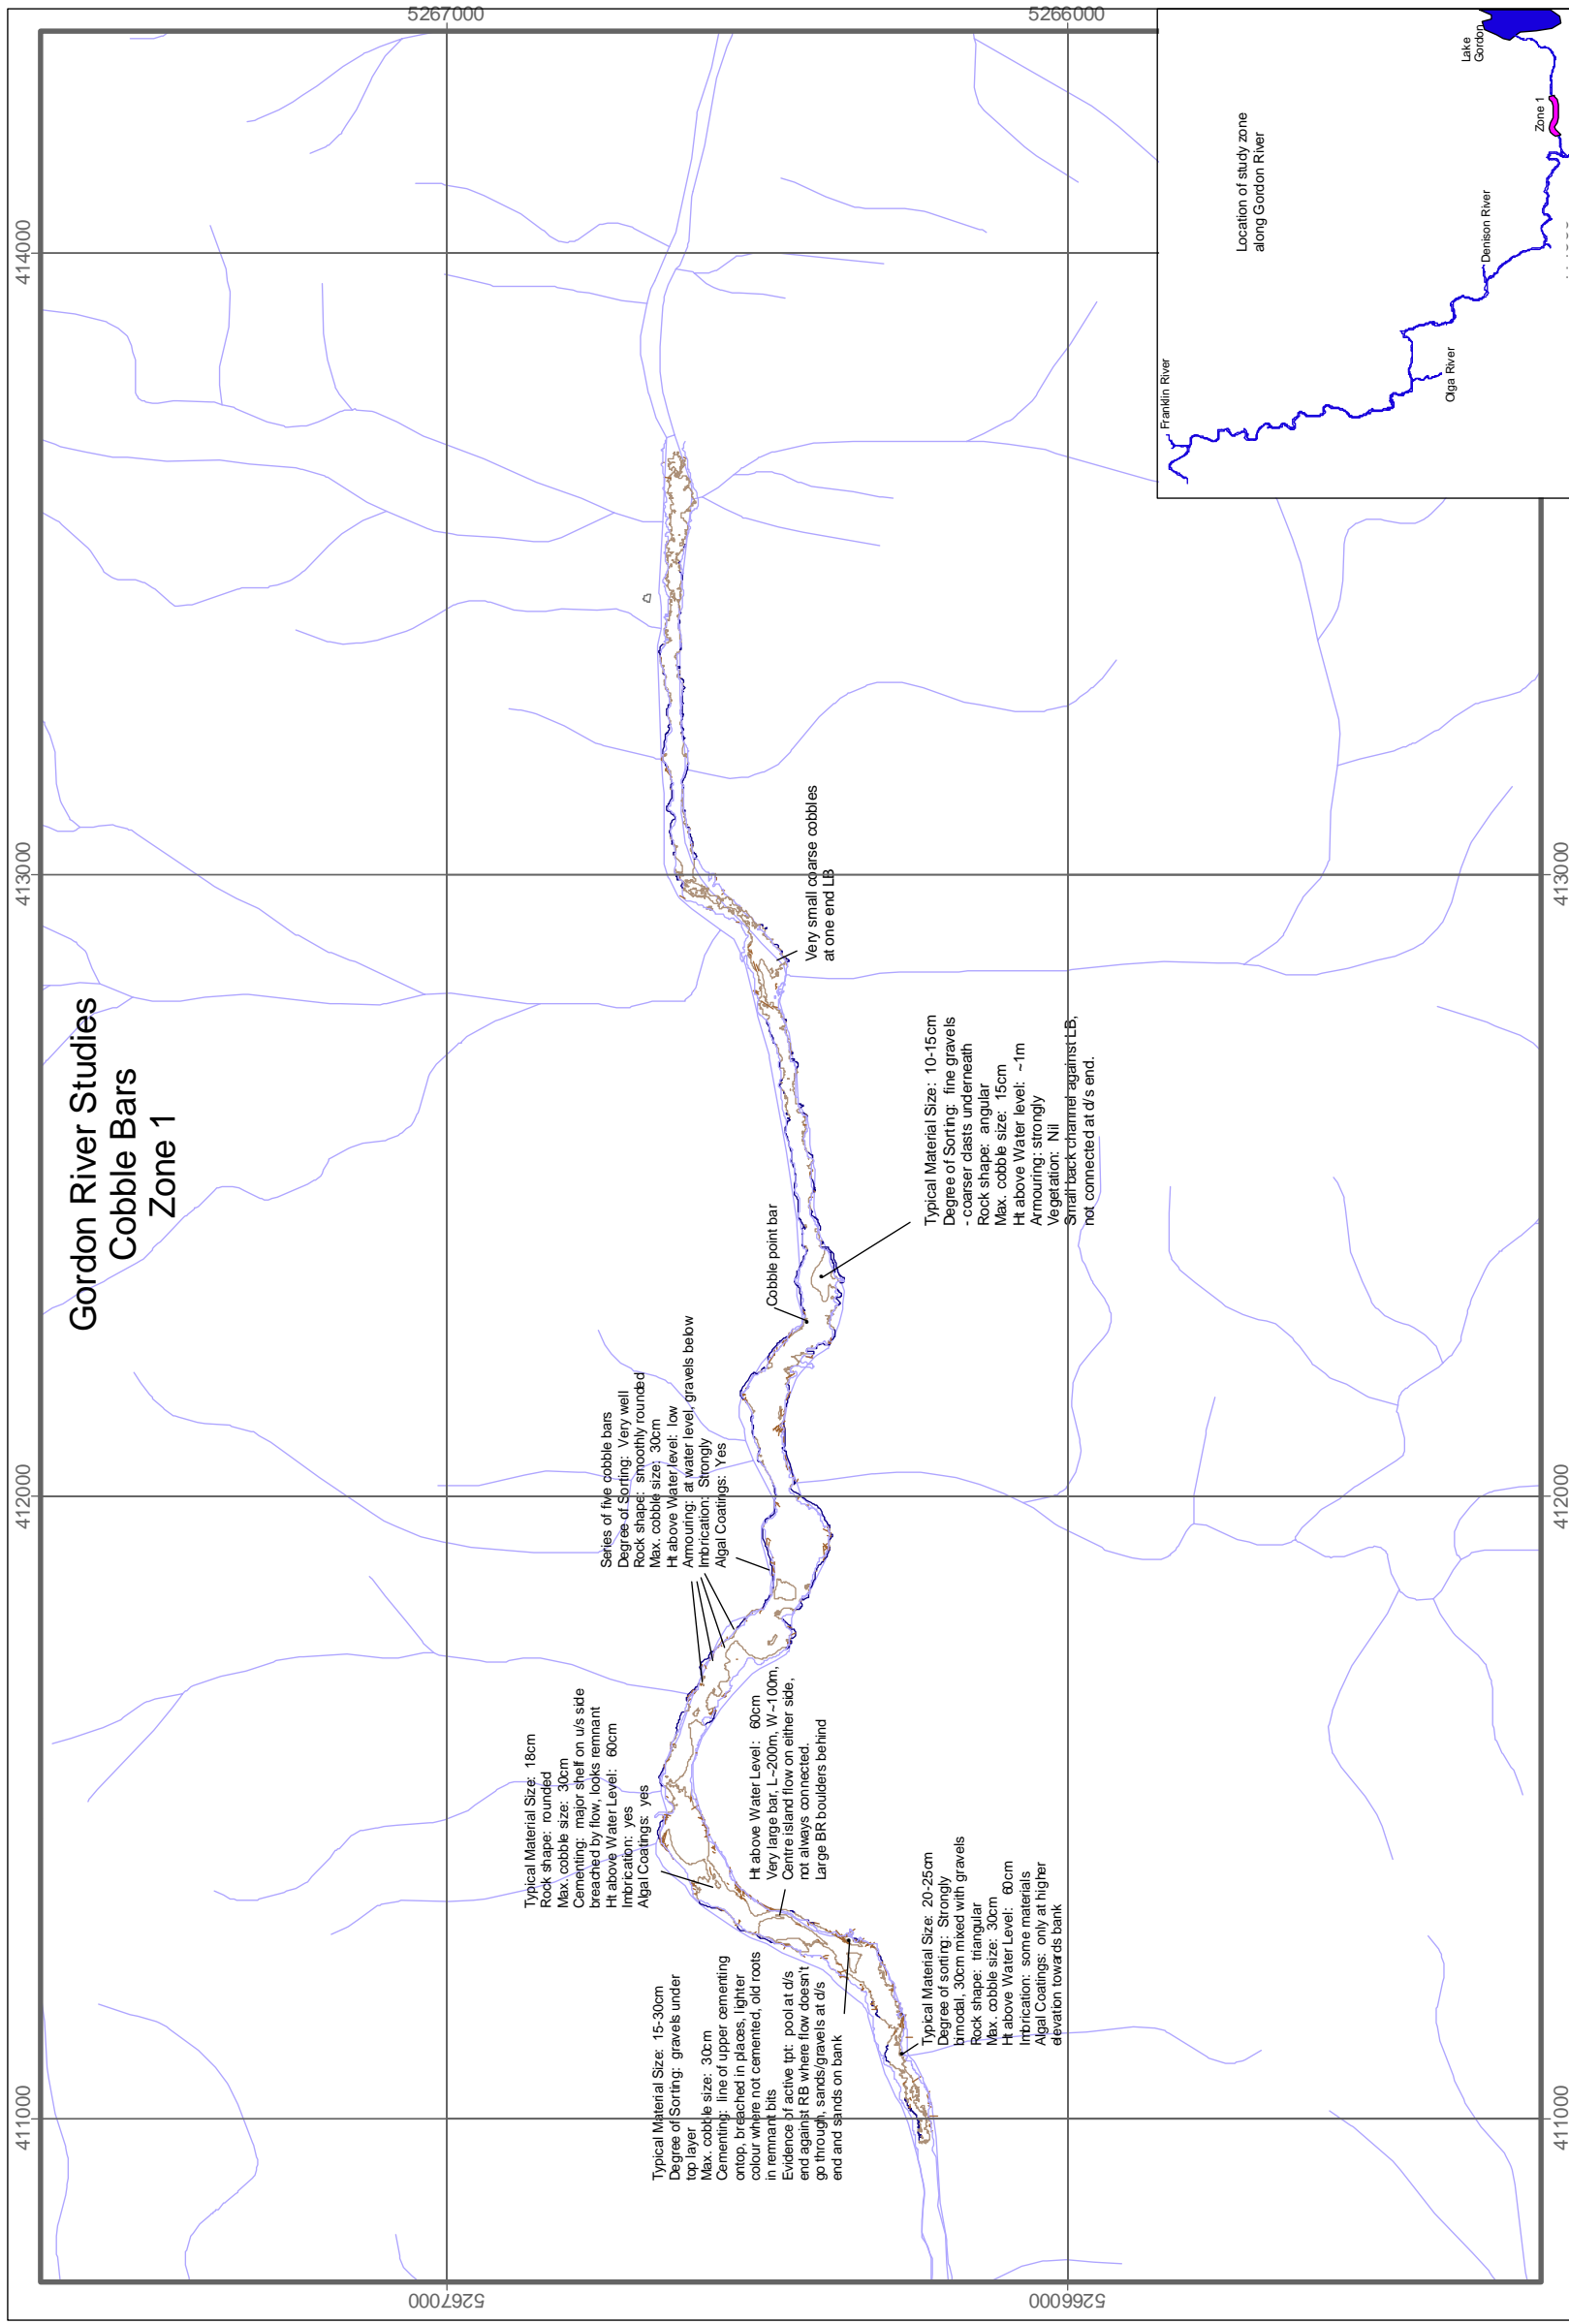 Gordon River Studies
Cobble Bars
Zone 1
411000
412000
413000
414000
5267000
5267000
5266000
5266000
411000
412000
413000
Typical Material Size: 18cm
Rock shape: rounded
Max. cobble size: 30cm
Cementing: major shelf on u/s side
breached by flow, looks remnant
Ht above Water Level: 60cm
Imbrication: yes
Algal Coatings: yes
Series of five cobble bars
Degree of Sorting: Very well
Rock shape: smoothly rounded
Max. cobble size: 30cm
Ht above Water level: low
Armouring: at water level, gravels below
Imbrication: Strongly
Algal Coatings: Yes
Typical Material Size: 15-30cm
Degree of Sorting: gravels under
top layer
Max. cobble size: 30cm
Cementing: line of upper cementing
ontop, breached in places, lighter
colour where not cemented, old roots
in remnant bits
Evidence of active tpt: pool at d/s
end against RB where flow doesn't
go through, sands/gravels at d/s
end and sands on bank
Ht above Water Level: 60cm
Very large bar, L~200m, W~100m,
Centre island flow on either side,
not always connected.
Large BR boulders behind
Cobble point bar
Very small coarse cobbles
at one end LB
Typical Material Size: 20-25cm
Degree of sorting: Strongly
bimodal, 30cm mixed with gravels
Rock shape: triangular
Max. cobble size: 30cm
Ht above Water Level: 60cm
Imbrication: some materials
Algal Coatings: only at higher
elevation towards bank
Typical Material Size: 10-15cm
Degree of Sorting: fine gravels
- coarser clasts underneath
Rock shape: angular
Max. cobble size: 15cm
Ht above Water level: ~1m
Armouring: strongly
Vegetation: Nil
Small back channel against LB,
not connected at d/s end.
Location of study zone
along Gordon River
Franklin River
Olga River
Denison River
Lake
Gordon
Zone 1